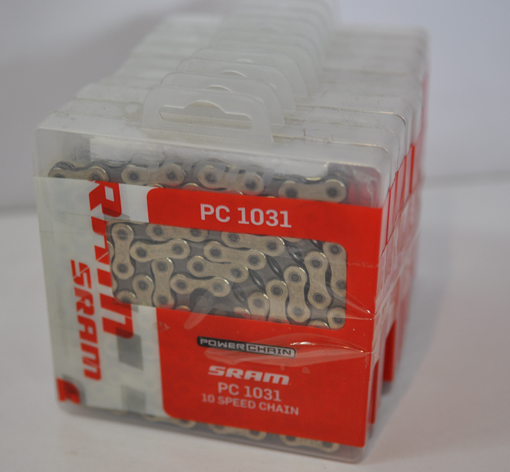 PC 1031
SRAM
POWERCHAIN
SRAM
PC 1031
10 SPEED CHAIN